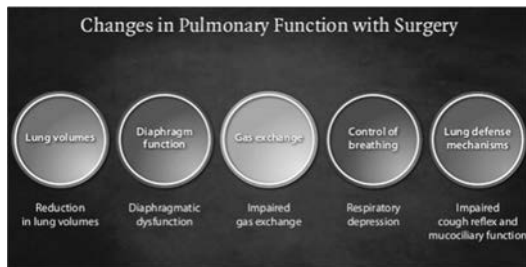 Changes in Pulmonary Function with Surgery
Lung volumes
Diaphragm
function
Gas exchange
Control of
breathing
Lung defense
mechanisms
Reduction
in lung volumes
Diaphragmatic
dysfunction
Impaired
gas exchange
Respiratory
depression
Impaired
cough reflex and
mucociliary function